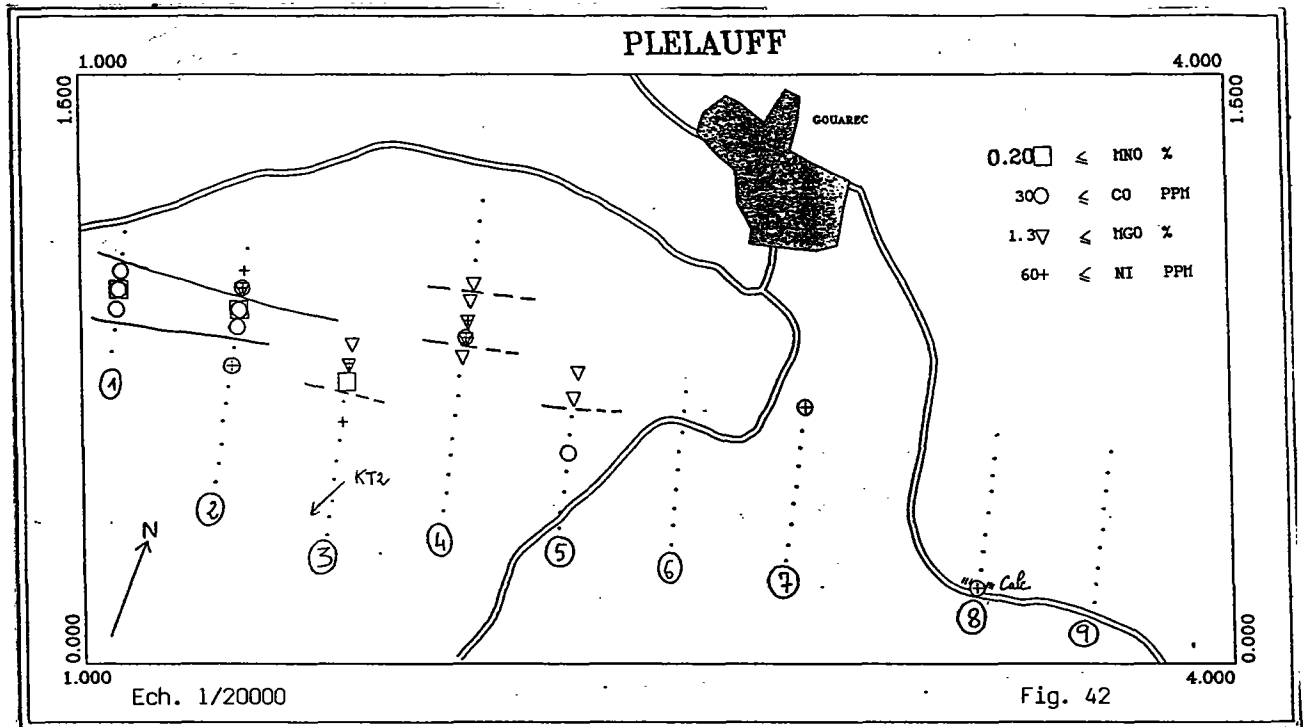 PLELAUFF
1.000 4.000
1.500 1.500
GOUAREC
0.20 ≤ MNO %
30 ≤ CO PPM
1.3 ≤ MGO %
60+ ≤ NI PPM
1
2
3
4
5
6
7
8
9
KT2
N
"" Calc
0.000 0.000
1.000 4.000
Ech. 1/20000
Fig. 42